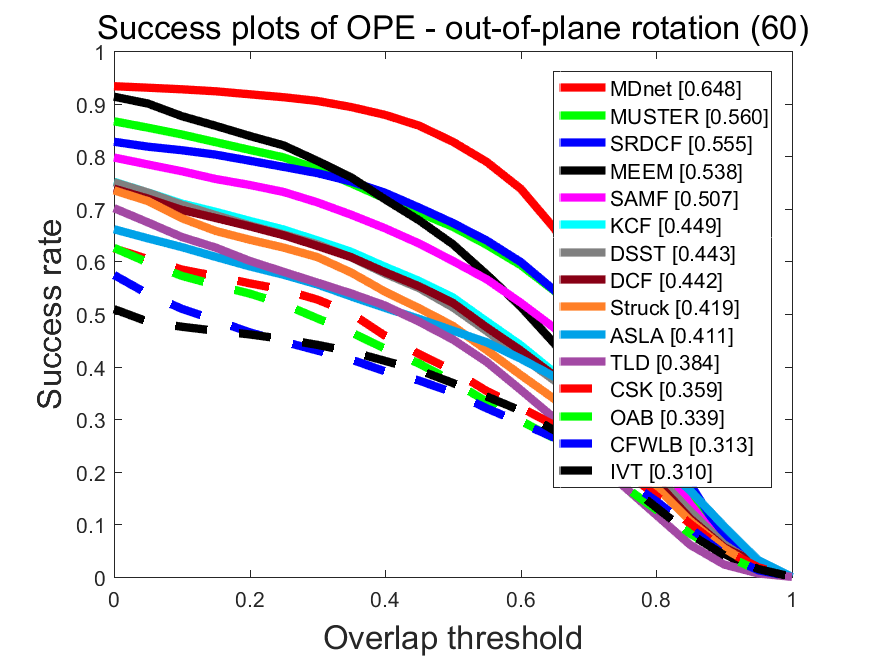 Success plots of OPE - out-of-plane rotation (60)
1
0.9
0.8
0.7
0.6
0.5
0.4
0.3
0.2
0.1
0
Success rate
MDnet [0.648]
MUSTER [0.560]
SRDCF [0.555]
MEEM [0.538]
SAMF [0.507]
KCF [0.449]
DSST [0.443]
DCF [0.442]
Struck [0.419]
ASLA [0.411]
TLD [0.384]
CSK [0.359]
OAB [0.339]
CFWLB [0.313]
IVT [0.310]
0 0.2 0.4 0.6 0.8 1
Overlap threshold